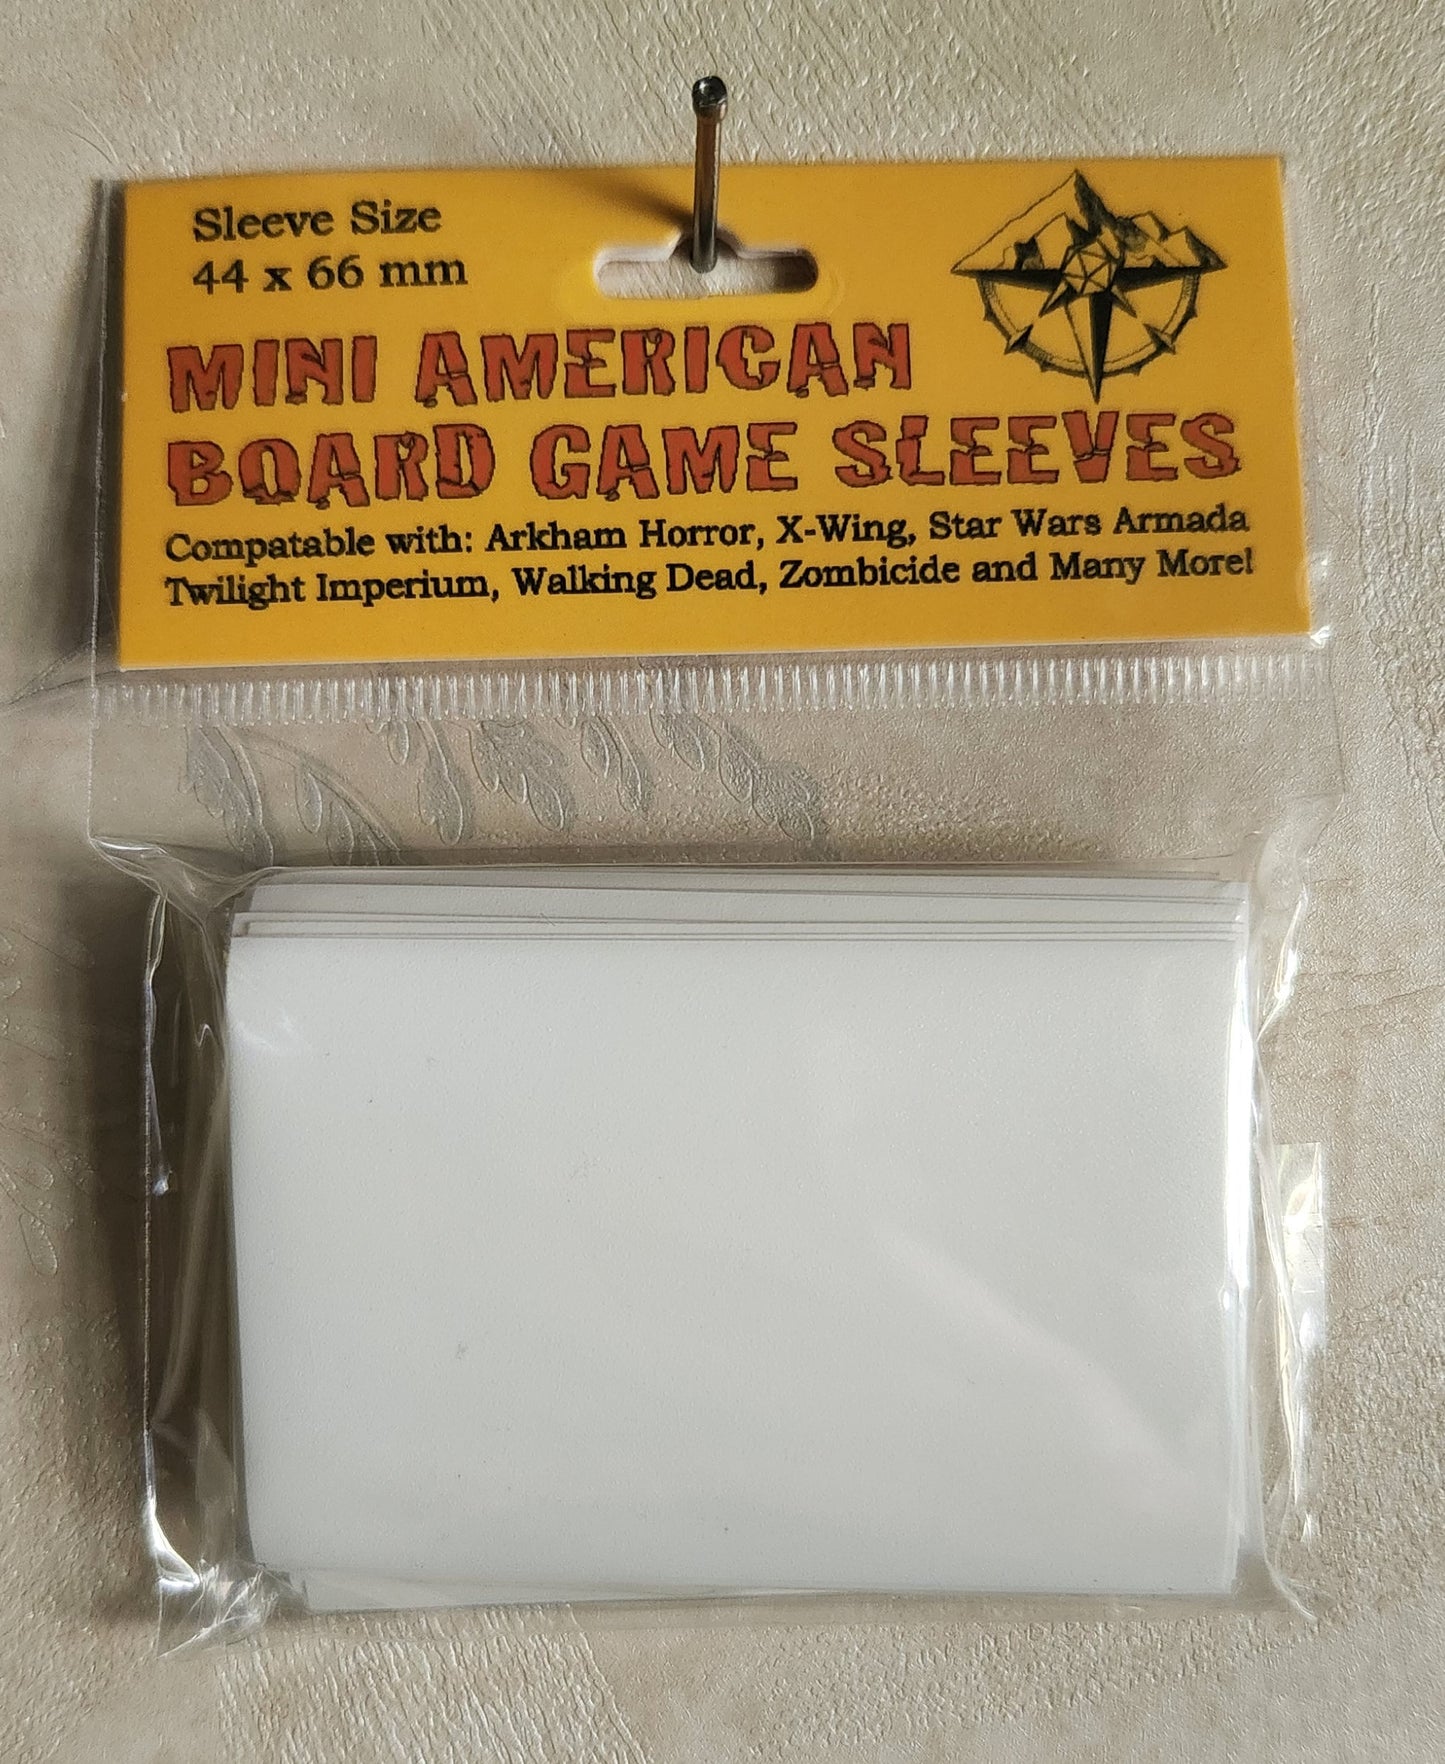 Sleeve Size
44 x 66 mm
MINI AMERICAN
BOARD GAME SLEEVES
Compatable with: Arkham Horror, X-Wing, Star Wars Armada
Twilight Imperium, Walking Dead, Zombicide and Many More!